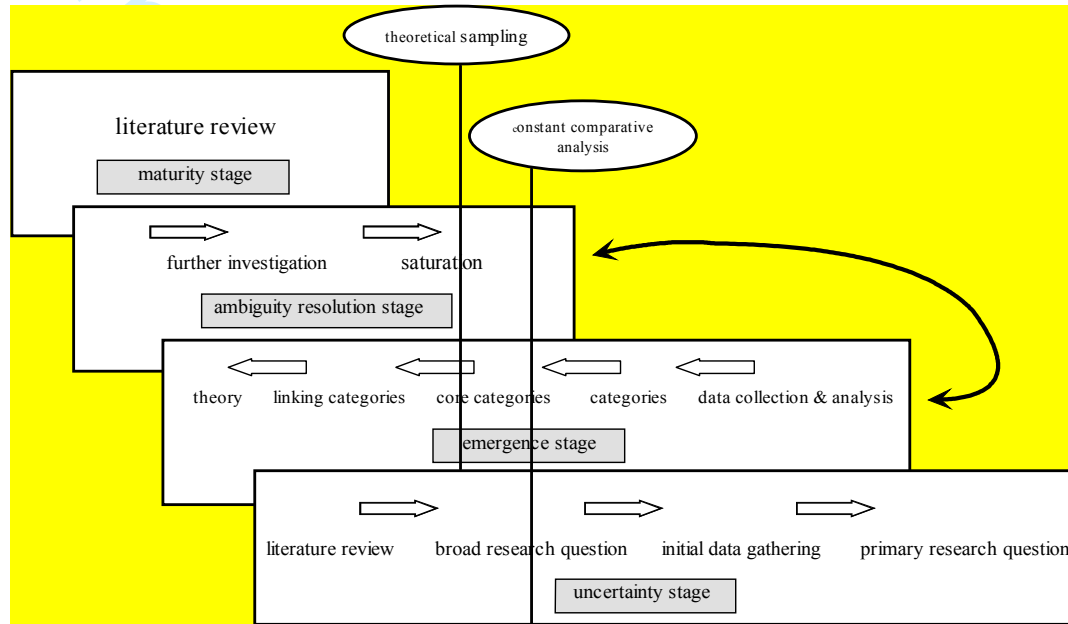 theoretical sampling
constant comparative
analysis
literature review
maturity stage
further investigation saturation
ambiguity resolution stage
theory linking categories core categories categories data collection & analysis
emergence stage
literature review broad research question initial data gathering primary research question
uncertainty stage